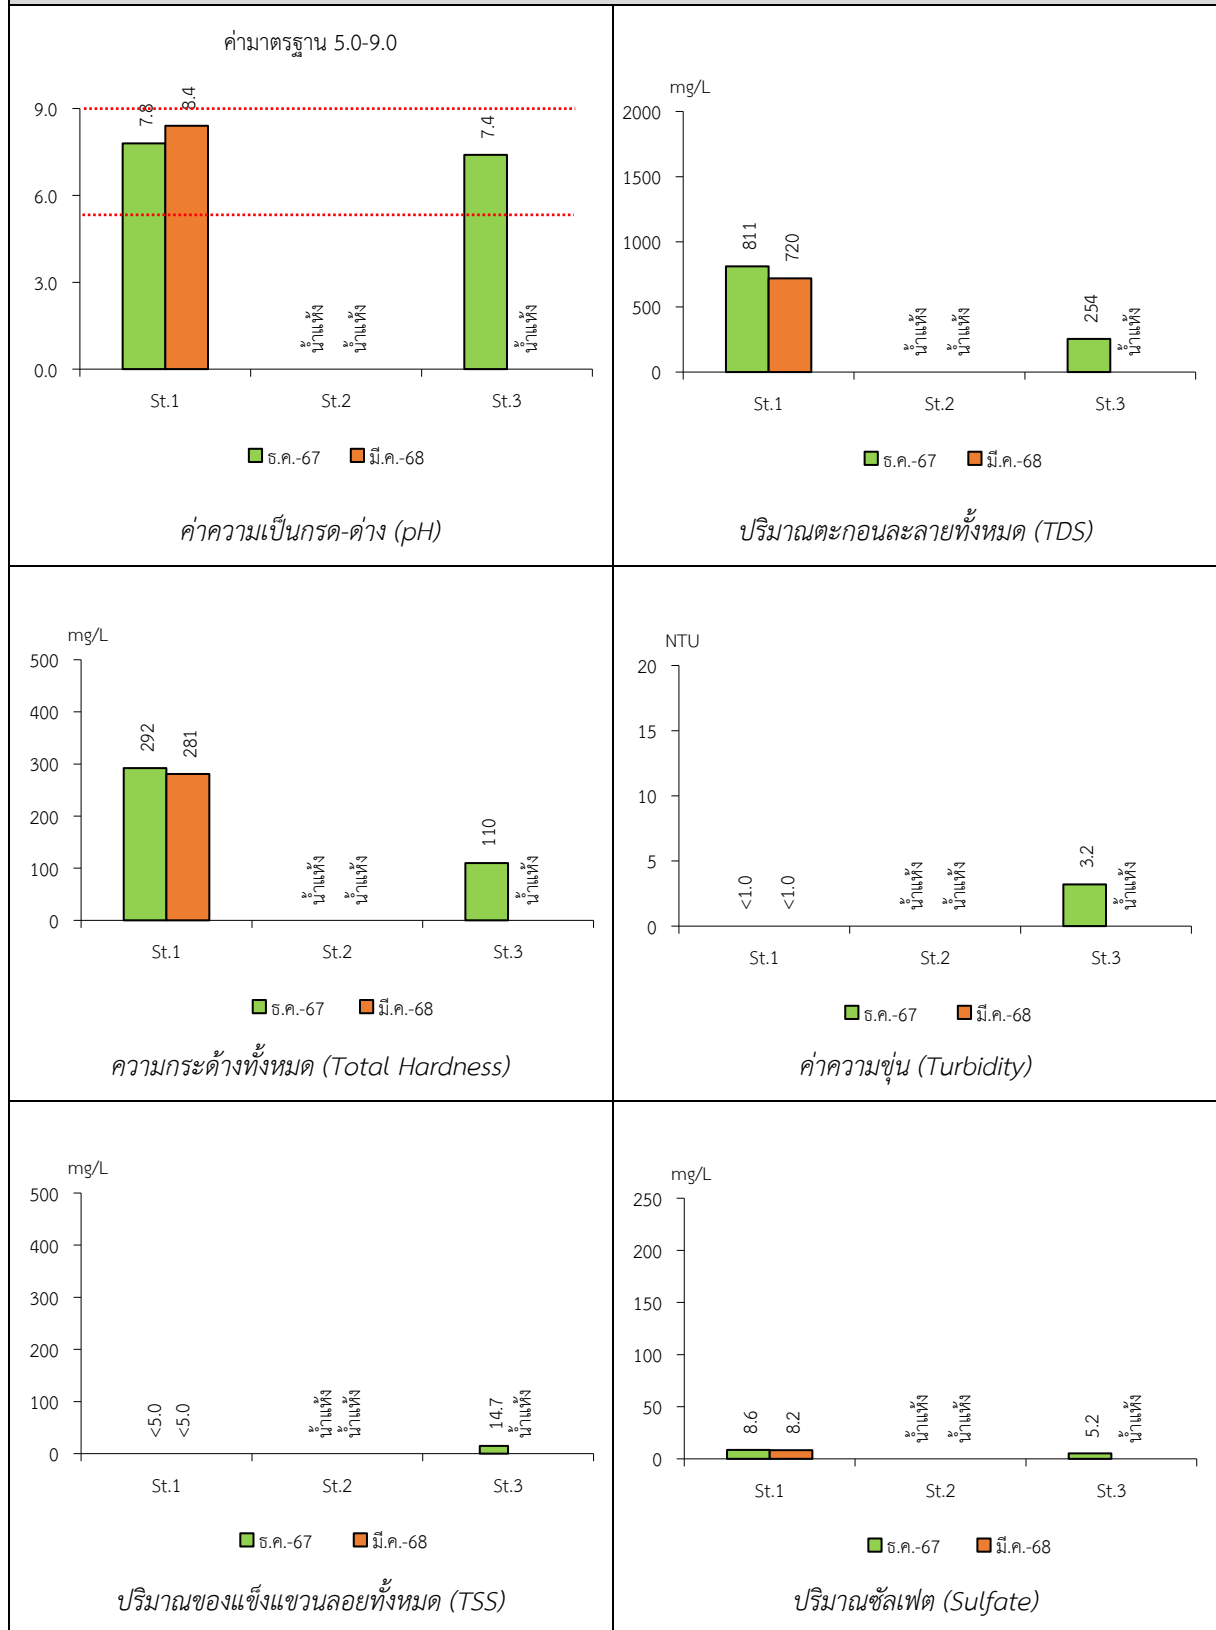 ค่ามาตรฐาน 5.0-9.0
9.0
6.0
3.0
0.0
7.8
8.4
น้ำแห้ง
น้ำแห้ง
7.4
น้ำแห้ง
St.1 St.2 St.3
ธ.ค.-67 มี.ค.-68
ค่าความเป็นกรด-ด่าง (pH)
mg/L
2000
1500
1000
500
0
811
720
น้ำแห้ง
น้ำแห้ง
254
น้ำแห้ง
St.1 St.2 St.3
ธ.ค.-67 มี.ค.-68
ปริมาณตะกอนละลายทั้งหมด (TDS)
mg/L
500
400
300
200
100
0
292
281
น้ำแห้ง
น้ำแห้ง
110
น้ำแห้ง
St.1 St.2 St.3
ธ.ค.-67 มี.ค.-68
ความกระด้างทั้งหมด (Total Hardness)
NTU
20
15
10
5
0
<1.0
<1.0
น้ำแห้ง
น้ำแห้ง
3.2
น้ำแห้ง
St.1 St.2 St.3
ธ.ค.-67 มี.ค.-68
ค่าความขุ่น (Turbidity)
mg/L
500
400
300
200
100
0
<5.0
<5.0
น้ำแห้ง
น้ำแห้ง
14.7
น้ำแห้ง
St.1 St.2 St.3
ธ.ค.-67 มี.ค.-68
ปริมาณของแข็งแขวนลอยทั้งหมด (TSS)
mg/L
250
200
150
100
50
0
8.6
8.2
น้ำแห้ง
น้ำแห้ง
5.2
น้ำแห้ง
St.1 St.2 St.3
ธ.ค.-67 มี.ค.-68
ปริมาณซัลเฟต (Sulfate)